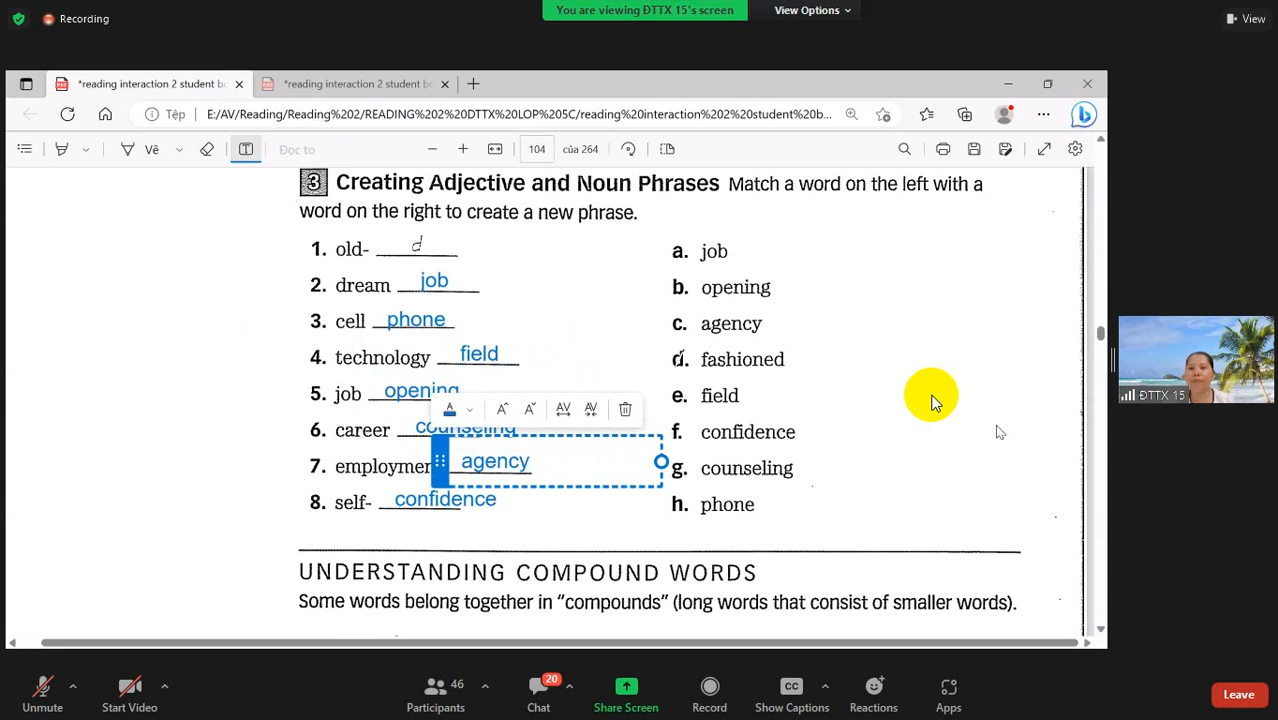 Recording
You are viewing ĐTTX 15's screen
View Options
View
*reading interaction 2 student bo
*reading interaction 2 student b
Tệp
E:/AV/Reading/Reading%202/READING%202%20DTTX%20LOP%205C/reading%20interaction%202%20student%20b...
Vẽ
Đọc to
104
của 264
3 Creating Adjective and Noun Phrases Match a word on the left with a
word on the right to create a new phrase.
1. old- d
a. job
2. dream job
b. opening
3. cell phone
c. agency
4. technology field
d. fashioned
5. job opening
e. field
6. career counseling
f. confidence
7. employmen agency
g. counseling
8. self- confidence
h. phone
UNDERSTANDING COMPOUND WORDS
Some words belong together in “compounds” (long words that consist of smaller words).
ĐTTX 15
Unmute
Start Video
46
Participants
20
Chat
Share Screen
Record
CC
Show Captions
Reactions
Apps
Leave